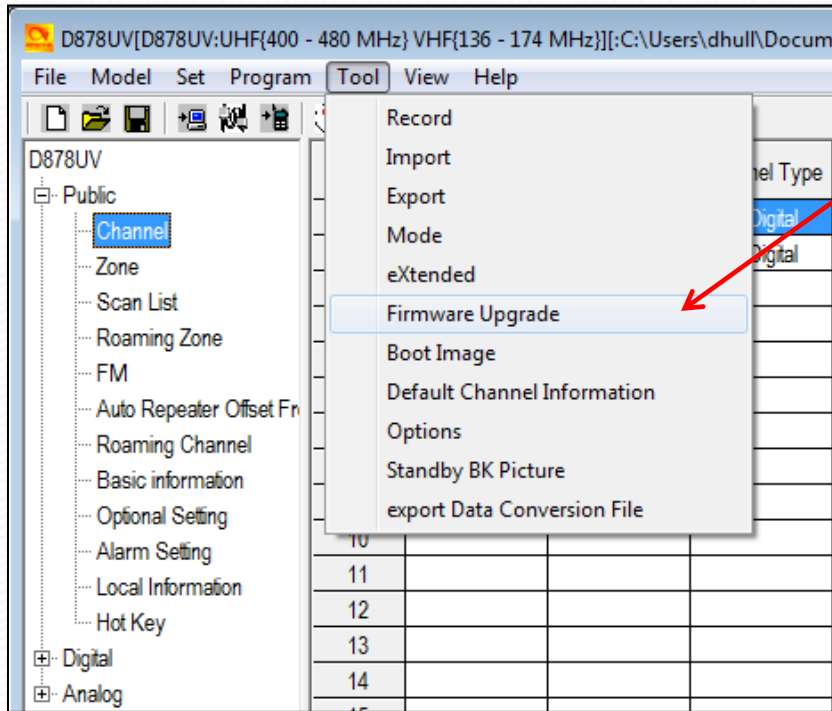 D878UV[D878UV:UHF{400 - 480 MHz} VHF{136 - 174 MHz}][:C:\Users\dhull\Docum
File Model Set Program Tool View Help
Record
Import
Export
Mode
eXtended
Firmware Upgrade
Boot Image
Default Channel Information
Options
Standby BK Picture
export Data Conversion File
D878UV
Public
Channel
Zone
Scan List
Roaming Zone
FM
Auto Repeater Offset Fr
Roaming Channel
Basic information
Optional Setting
Alarm Setting
Local Information
Hot Key
Digital
Analog
nel Type
Digital
Digital
10
11
12
13
14